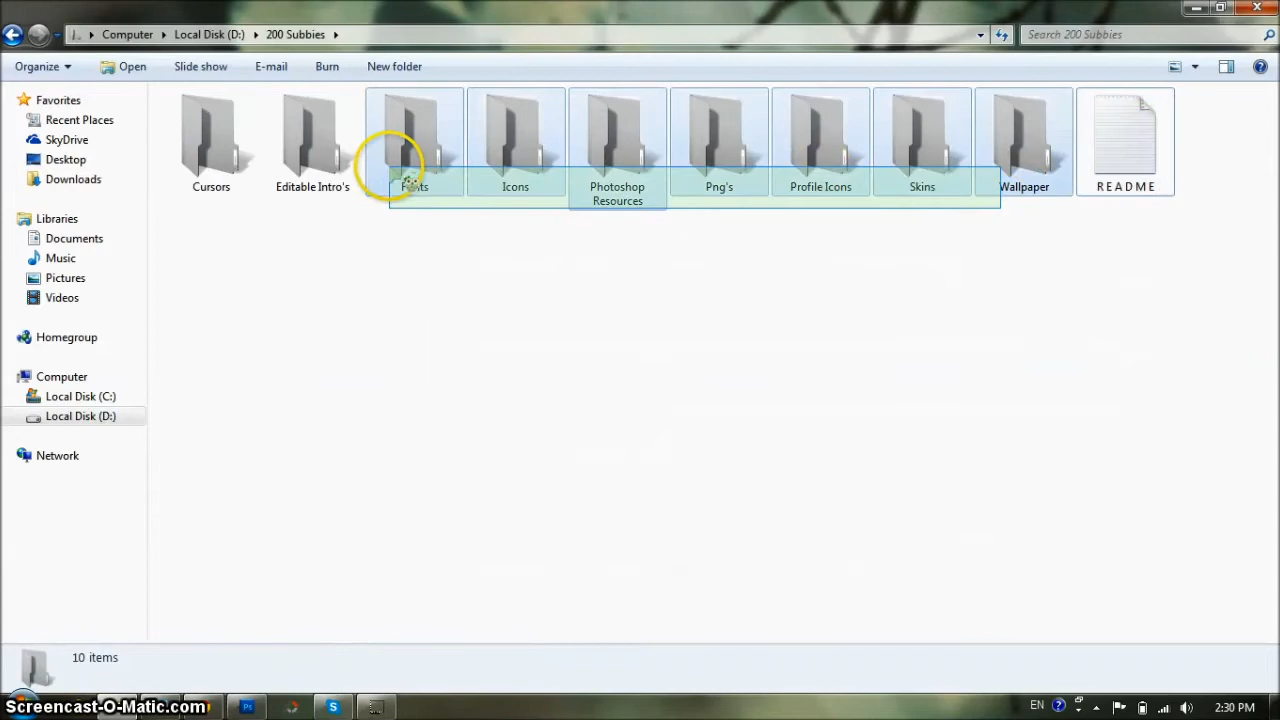 Computer Local Disk (D:) 200 Subbies Search 200 Subbies
Organize Open Slide show E-mail Burn New folder
Favorites
Recent Places
SkyDrive
Desktop
Downloads
Libraries
Documents
Music
Pictures
Videos
Homegroup
Computer
Local Disk (C:)
Local Disk (D:)
Network
Cursors Editable Intro's Fonts Icons Photoshop Png's Profile Icons Skins Wallpaper README
Resources
10 items
Screencast-O-Matic.com EN 2:30 PM